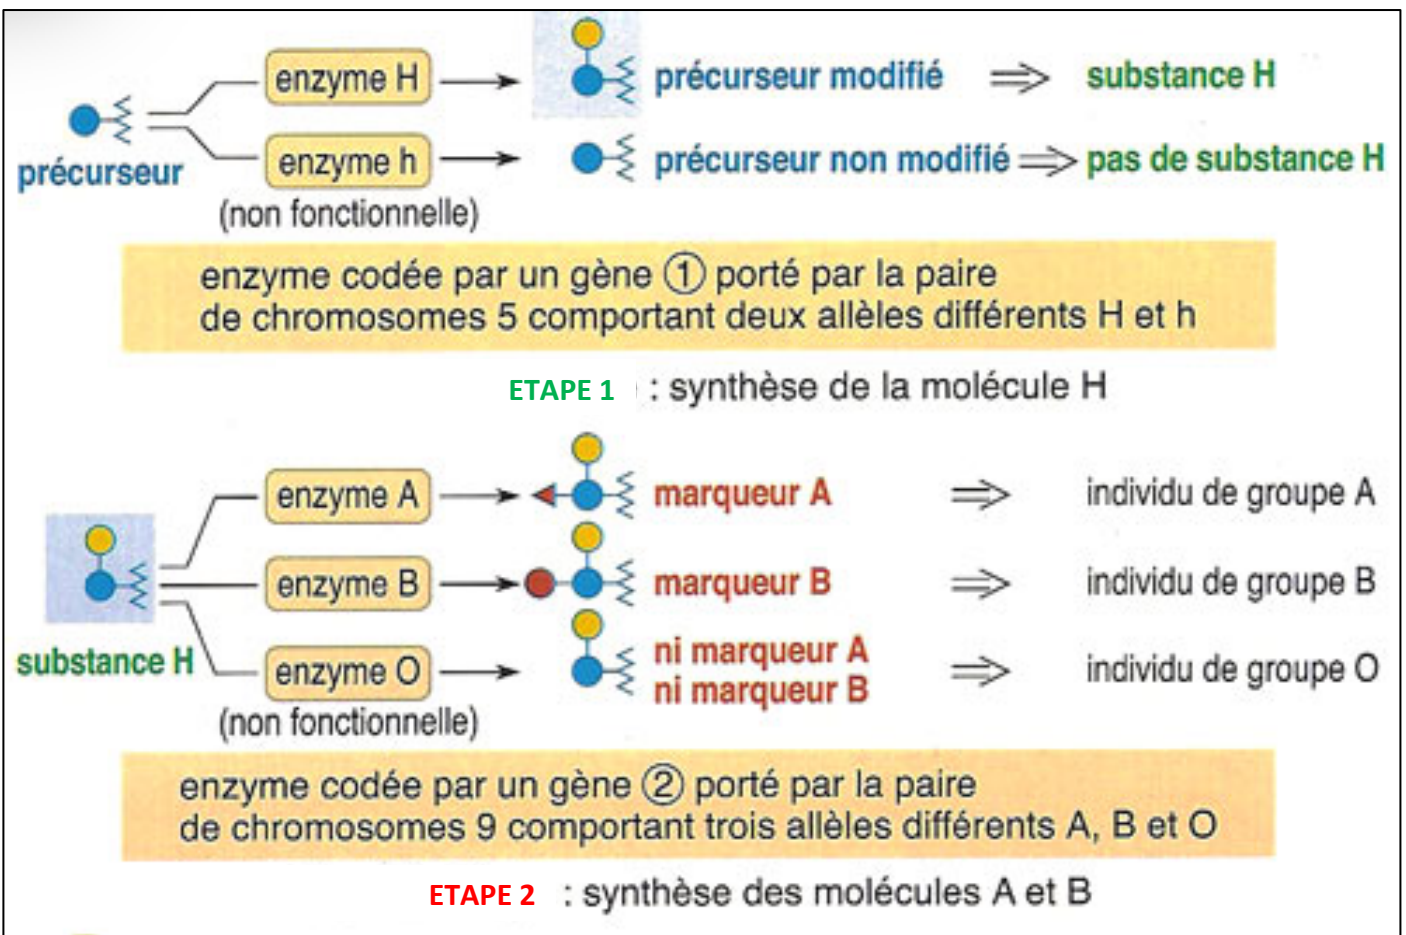 enzyme H
précurseur modifié
substance H
précurseur
enzyme h
précurseur non modifié
pas de substance H
(non fonctionnelle)
enzyme codée par un gène ① porté par la paire
de chromosomes 5 comportant deux allèles différents H et h
ETAPE 1 : synthèse de la molécule H
enzyme A
marqueur A
individu de groupe A
enzyme B
marqueur B
individu de groupe B
substance H
enzyme O
ni marqueur A
ni marqueur B
individu de groupe O
(non fonctionnelle)
enzyme codée par un gène ② porté par la paire
de chromosomes 9 comportant trois allèles différents A, B et O
ETAPE 2 : synthèse des molécules A et B